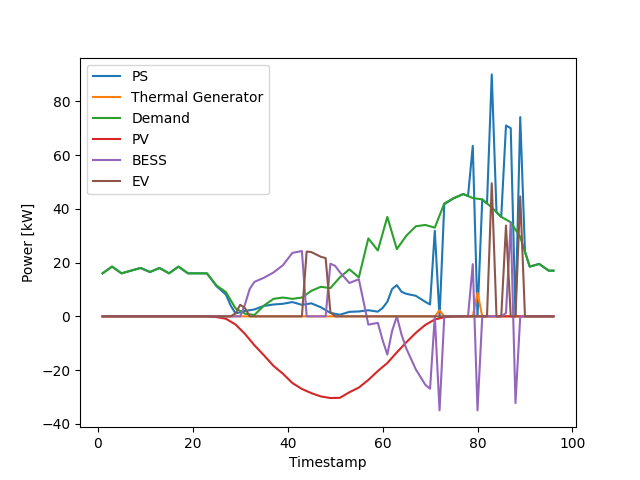 Power [kW]
80
60
40
20
0
−20
−40
PS
Thermal Generator
Demand
PV
BESS
EV
0 20 40 60 80 100
Timestamp